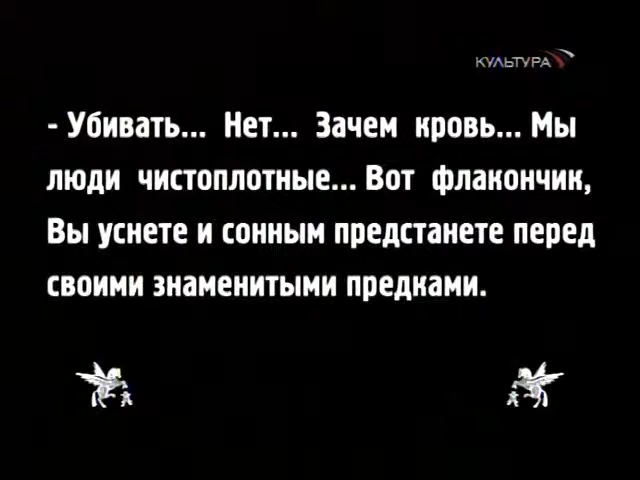 КУЛЬТУРА
- Убивать... Нет... Зачем кровь... Мы
люди чистоплотные... Вот флакончик,
Вы уснете и сонным предстанете перед
своими знаменитыми предками.